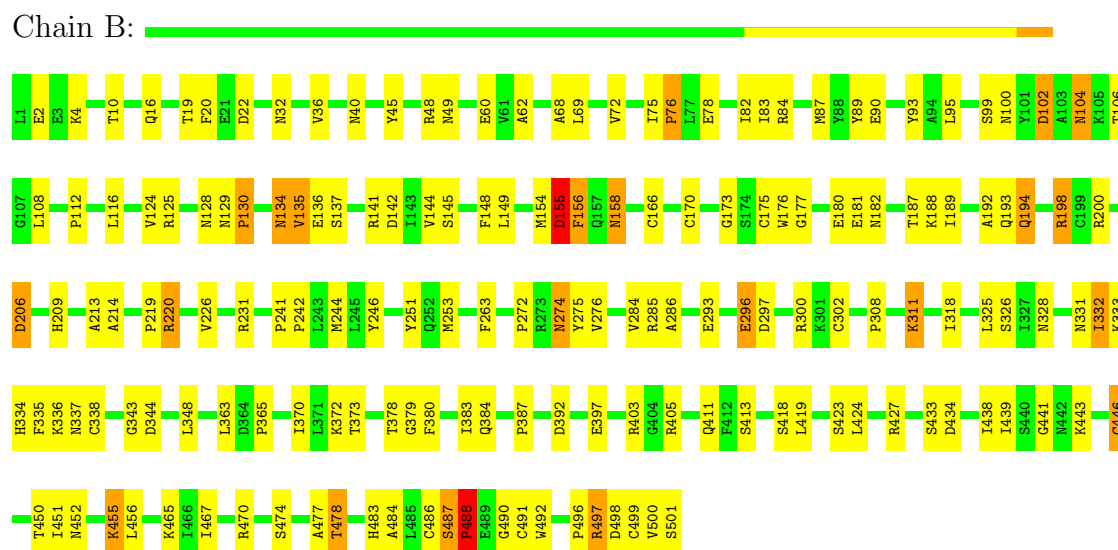 Chain B:
L1 E2 E3 K4 T10 Q16 T19 F20 E21 D22 N32 V36 N40 Y45 R48 N49 E60 V61 A62 A68 L69 V72 I75 P76 L77 E78 I82 I83 R84 M87 Y88 Y89 E90 Y93 A94 L95 S99 N100 Y101 D102 A103 N104 K105 T106
G107 L108 P112 L116 V124 R125 N128 N129 P130 N134 V135 E136 S137 R141 D142 I143 V144 S145 F148 L149 M154 D155 F156 Q157 N158 C166 C170 G173 S174 C175 W176 G177 E180 E181 N182 T187 K188 I189 A192 Q193 Q194 R198 C199 R200
D206 H209 A213 A214 P219 R220 V226 R231 P241 P242 L243 M244 L245 Y246 Y251 Q252 M253 F263 P272 R273 N274 Y275 V276 V284 R285 A286 E293 E296 D297 R300 K301 C302 P308 K311 I318 L325 S326 I327 N328 N331 I332 K333
H334 F335 K336 N337 C338 G343 D344 L348 L363 D364 P365 I370 L371 K372 T373 T378 G379 F380 I383 Q384 P387 D392 E397 R403 G404 R405 Q411 F412 S413 S418 L419 S423 L424 R427 S433 D434 I438 I439 S440 G441 N442 K443 C446
T450 I451 N452 K455 L456 K465 I466 I467 R470 S474 A477 T478 H483 A484 L485 C486 S487 P488 E489 G490 C491 W492 P496 R497 D498 C499 V500 S501